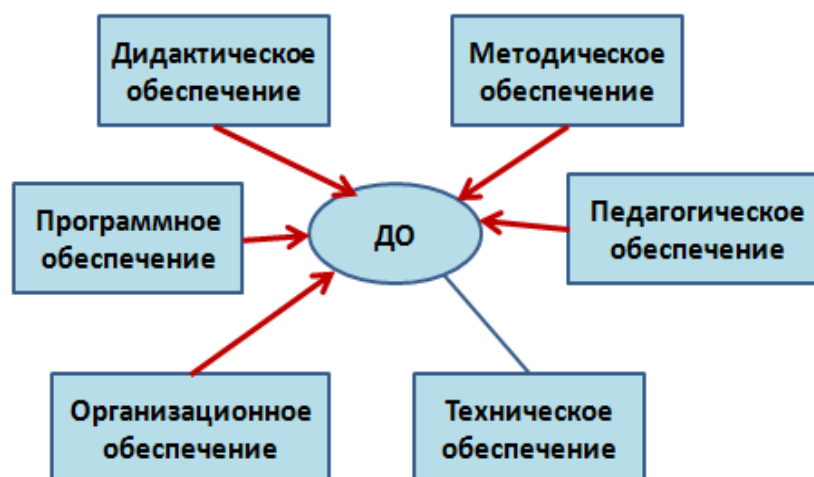 Дидактическое
обеспечение
Методическое
обеспечение
Программное
обеспечение
ДО
Педагогическое
обеспечение
Организационное
обеспечение
Техническое
обеспечение